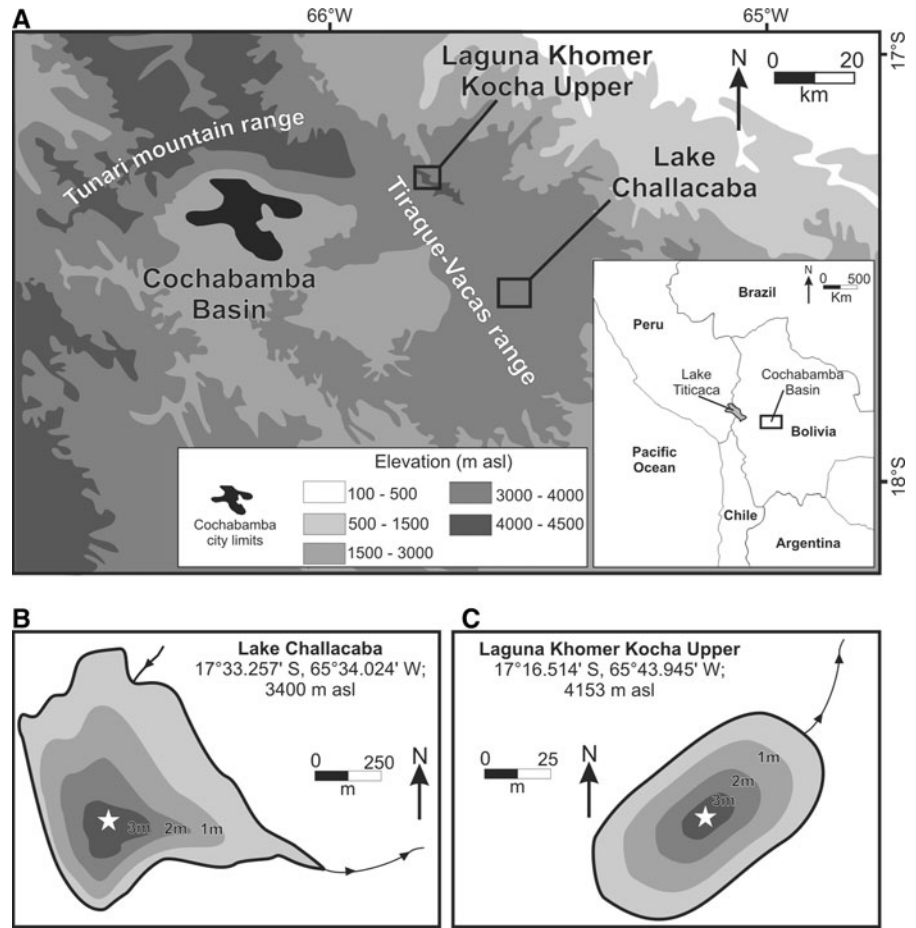 A
66°W
65°W
17°S
18°S
Laguna Khomer
Kocha Upper
N
0 20
km
Tunari mountain range
Lake
Challacaba
Tiraque-Vacas range
Cochabamba
Basin
N
0 500
Km
Brazil
Peru
Lake
Titicaca
Cochabamba
Basin
Bolivia
Pacific
Ocean
Chile
Argentina
Elevation (m asl)
Cochabamba
city limits
100 - 500
500 - 1500
1500 - 3000
3000 - 4000
4000 - 4500
B
Lake Challacaba
17°33.257' S, 65°34.024' W;
3400 m asl
0 250
m
N
3m 2m 1m
C
Laguna Khomer Kocha Upper
17°16.514' S, 65°43.945' W;
4153 m asl
0 25
m
N
1m
2m
3m